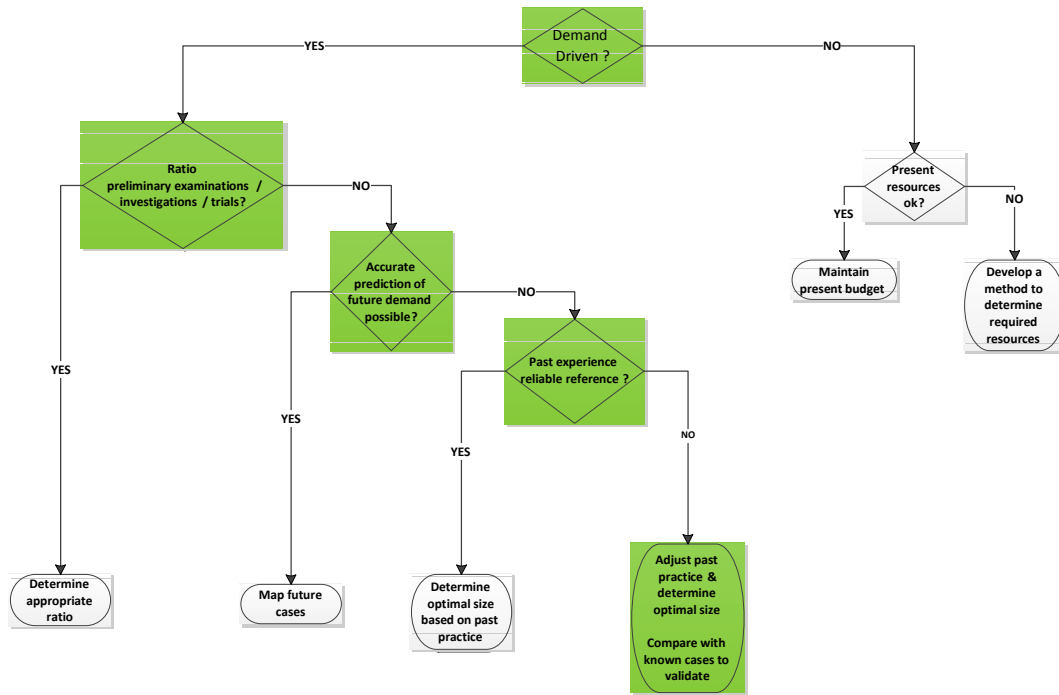 Demand
Driven ?
YES
NO
Ratio
preliminary examinations /
investigations / trials?
NO
Present
resources
ok?
YES
NO
Accurate
prediction of
future demand
possible?
NO
Maintain
present budget
Develop a
method to
determine
required
resources
YES
Past experience
reliable reference ?
YES
YES
NO
Determine
appropriate
ratio
Map future
cases
Determine
optimal size
based on past
practice
Adjust past
practice &
determine
optimal size
Compare with
known cases to
validate